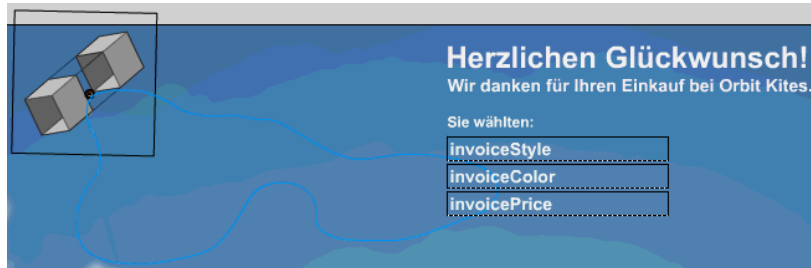 Herzlichen Glückwunsch!
Wir danken für Ihren Einkauf bei Orbit Kites.
Sie wählten:
invoiceStyle
invoiceColor
invoicePrice